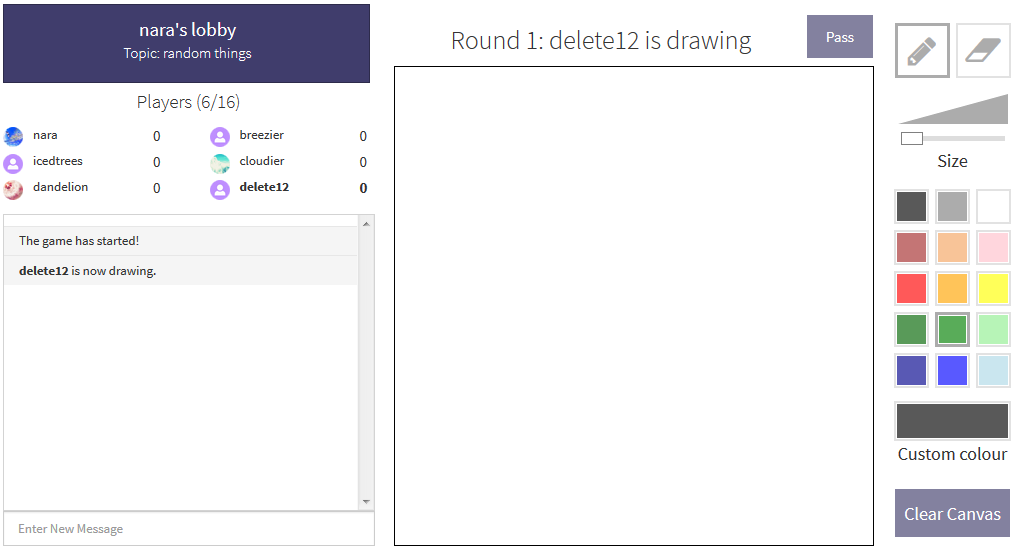 nara's lobby
Topic: random things
Players (6/16)
nara 0 breezier 0
icedtrees 0 cloudier 0
dandelion 0 delete12 0
The game has started!
delete12 is now drawing.
Enter New Message
Round 1: delete12 is drawing
Pass
Size
Custom colour
Clear Canvas